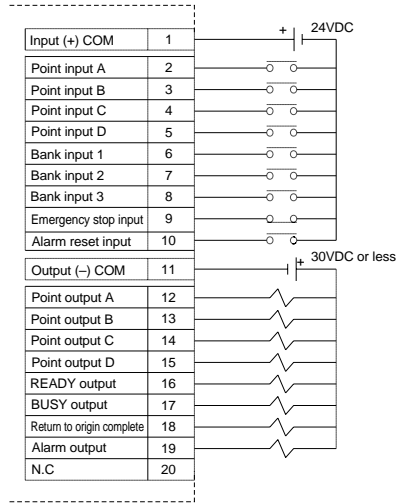 24VDC
Input (+) COM 1 +
Point input A 2
Point input B 3
Point input C 4
Point input D 5
Bank input 1 6
Bank input 2 7
Bank input 3 8
Emergency stop input 9
Alarm reset input 10
30VDC or less
Output (–) COM 11 +
Point output A 12
Point output B 13
Point output C 14
Point output D 15
READY output 16
BUSY output 17
Return to origin complete 18
Alarm output 19
N.C 20